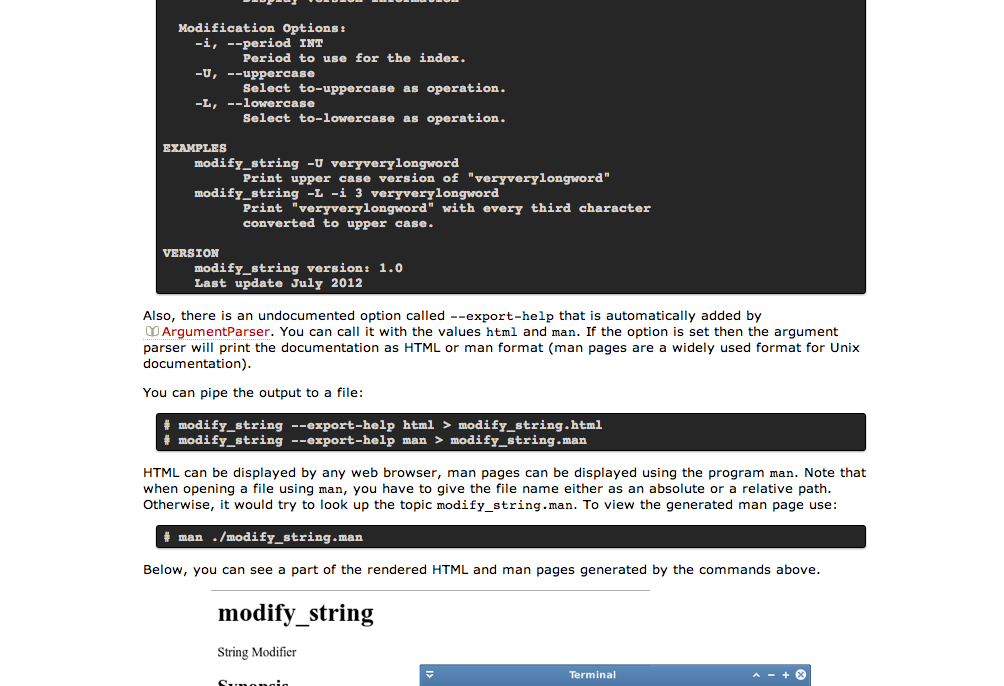 Display version information
Modification Options:
-i, --period INT
Period to use for the index.
-U, --uppercase
Select to-uppercase as operation.
-L, --lowercase
Select to-lowercase as operation.
EXAMPLES
modify_string -U veryverylongword
Print upper case version of "veryverylongword"
modify_string -L -i 3 veryverylongword
Print "veryverylongword" with every third character
converted to upper case.
VERSION
modify_string version: 1.0
Last update July 2012
Also, there is an undocumented option called --export-help that is automatically added by
ArgumentParser. You can call it with the values html and man. If the option is set then the argument
parser will print the documentation as HTML or man format (man pages are a widely used format for Unix
documentation).
You can pipe the output to a file:
# modify_string --export-help html > modify_string.html
# modify_string --export-help man > modify_string.man
HTML can be displayed by any web browser, man pages can be displayed using the program man. Note that
when opening a file using man, you have to give the file name either as an absolute or a relative path.
Otherwise, it would try to look up the topic modify_string.man. To view the generated man page use:
# man ./modify_string.man
Below, you can see a part of the rendered HTML and man pages generated by the commands above.
modify_string
String Modifier
Synopsis
Terminal